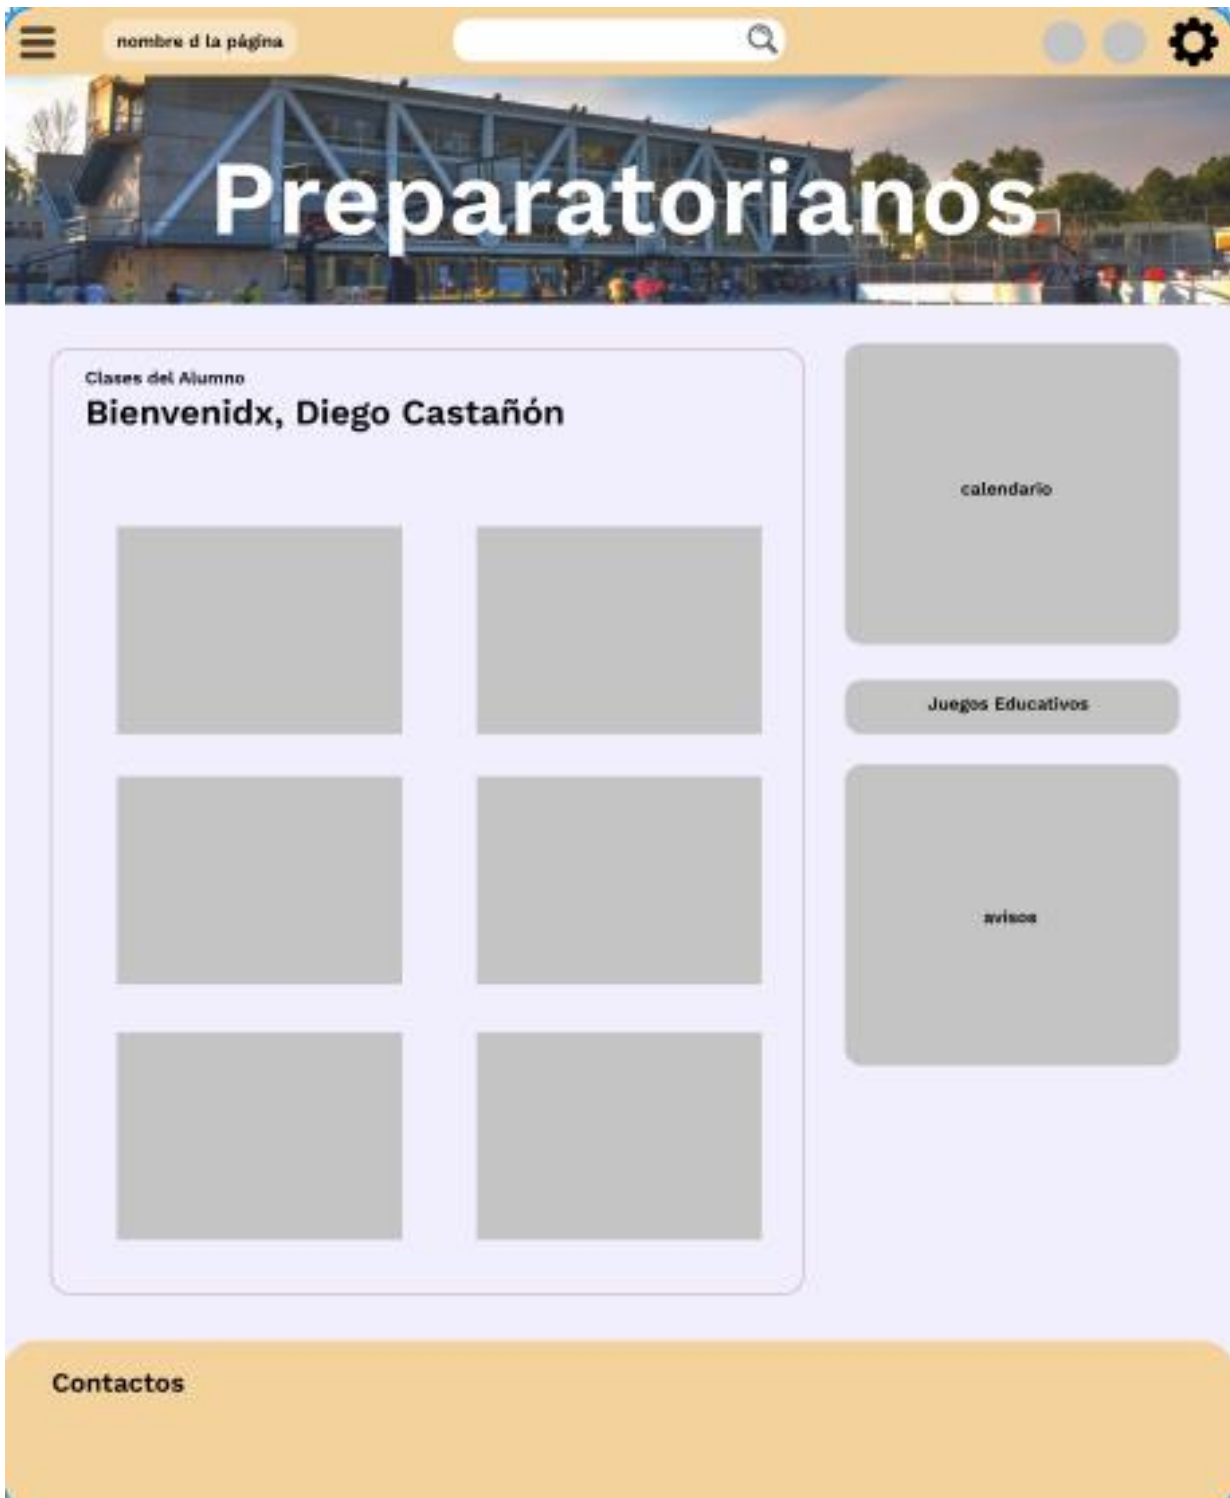 nombre d la página
Preparatorianos
Clases del Alumno
Bienvenidx, Diego Castañón
calendario
Juegos Educativos
avisos
Contactos